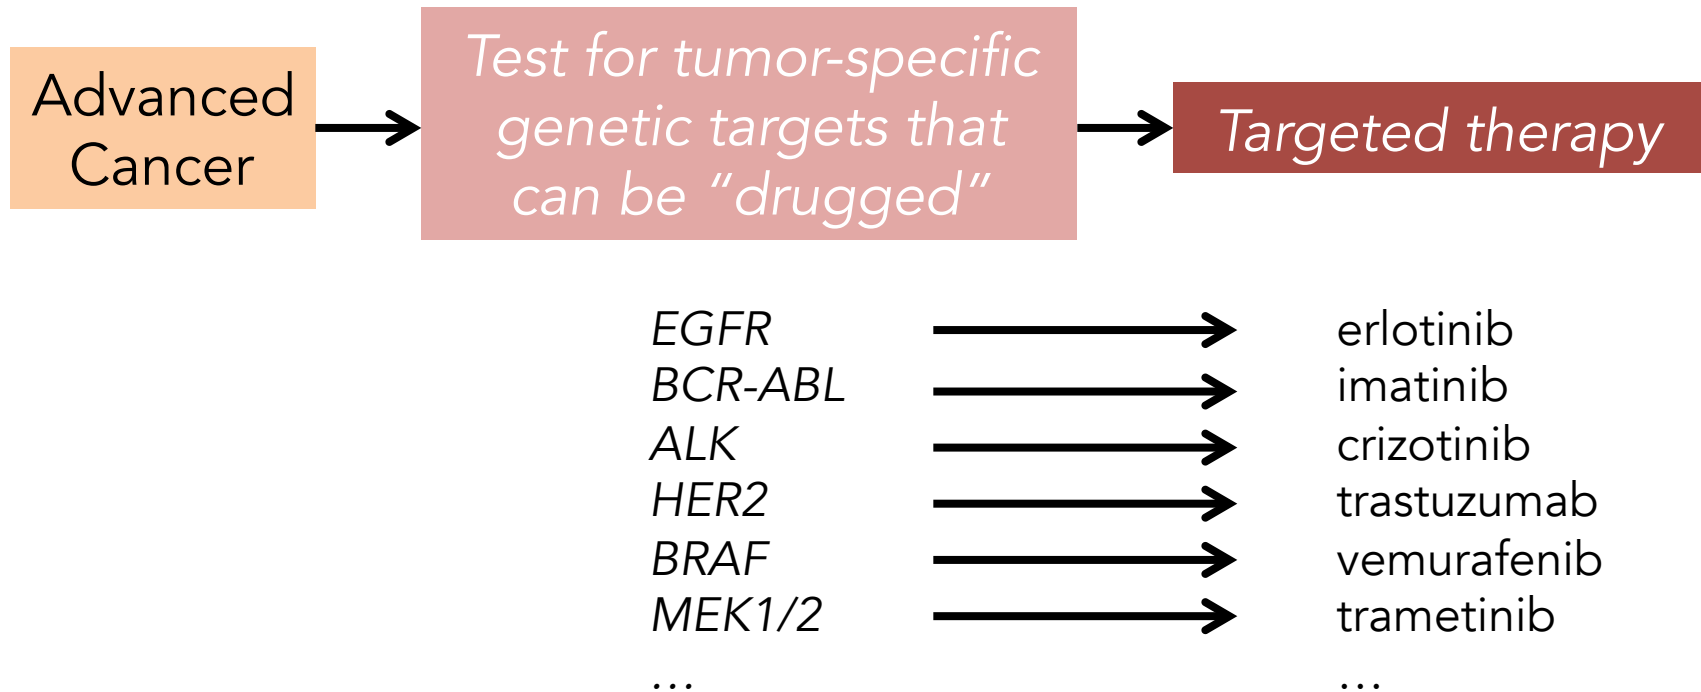 Advanced
Cancer
Test for tumor-specific
genetic targets that
can be “drugged”
Targeted therapy
EGFR erlotinib
BCR-ABL imatinib
ALK crizotinib
HER2 trastuzumab
BRAF vemurafenib
MEK1/2 trametinib
... ...